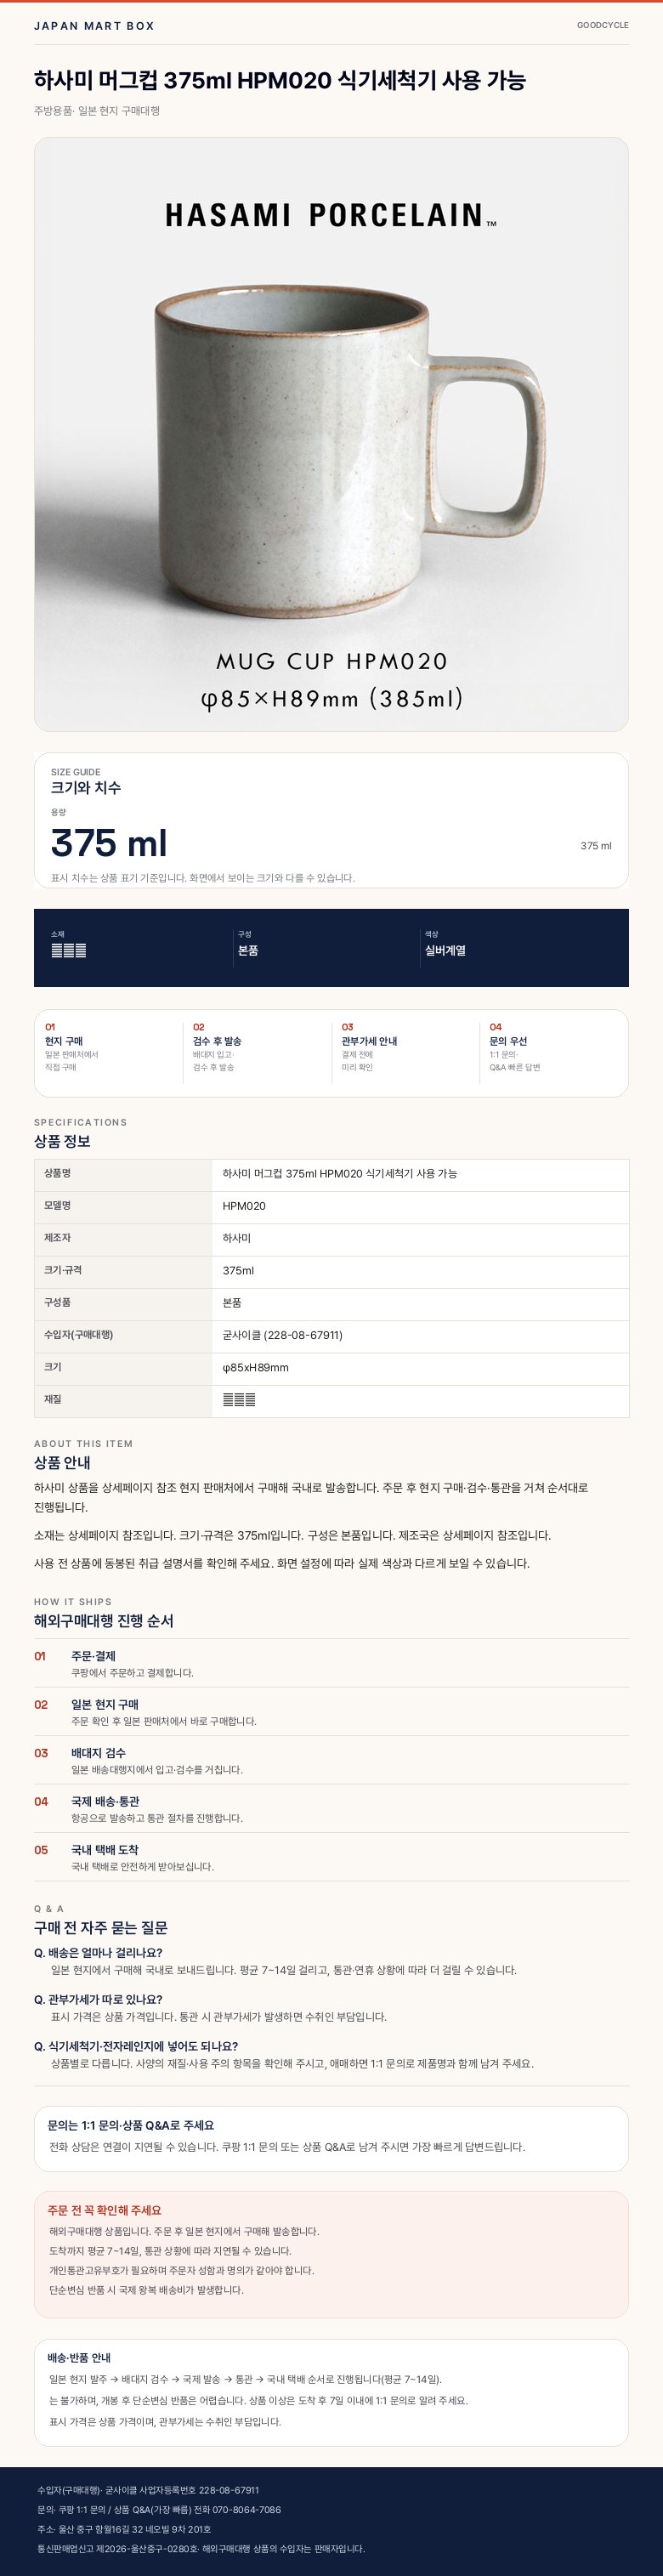 JAPAN MART BOX
GOODCYCLE
하사미 머그컵 375ml HPM020 식기세척기 사용 가능
주방용품· 일본 현지 구매대행
HASAMI PORCELAIN™
MUG CUP HPM020
φ85×H89mm (385ml)
SIZE GUIDE
크기와 치수
용량
375 ml
375 ml
표시 치수는 상품 표기 기준입니다. 화면에서 보이는 크기와 다를 수 있습니다.
소재
구성
본품
색상
실버계열
01
현지 구매
일본 판매처에서
직접 구매
02
검수 후 발송
배대지 입고·
검수 후 발송
03
관부가세 안내
결제 전에
미리 확인
04
문의 우선
1:1 문의·
Q&A 빠른 답변
SPECIFICATIONS
상품 정보
상품명 하사미 머그컵 375ml HPM020 식기세척기 사용 가능
모델명 HPM020
제조자 하사미
크기·규격 375ml
구성품 본품
수입자(구매대행) 굳사이클 (228-08-67911)
크기 φ85xH89mm
재질
ABOUT THIS ITEM
상품 안내
하사미 상품을 상세페이지 참조 현지 판매처에서 구매해 국내로 발송합니다. 주문 후 현지 구매·검수·통관을 거쳐 순서대로
진행됩니다.
소재는 상세페이지 참조입니다. 크기·규격은 375ml입니다. 구성은 본품입니다. 제조국은 상세페이지 참조입니다.
사용 전 상품에 동봉된 취급 설명서를 확인해 주세요. 화면 설정에 따라 실제 색상과 다르게 보일 수 있습니다.
HOW IT SHIPS
해외구매대행 진행 순서
01 주문·결제
쿠팡에서 주문하고 결제합니다.
02 일본 현지 구매
주문 확인 후 일본 판매처에서 바로 구매합니다.
03 배대지 검수
일본 배송대행지에서 입고·검수를 거칩니다.
04 국제 배송·통관
항공으로 발송하고 통관 절차를 진행합니다.
05 국내 택배 도착
국내 택배로 안전하게 받아보십니다.
Q & A
구매 전 자주 묻는 질문
Q. 배송은 얼마나 걸리나요?
일본 현지에서 구매해 국내로 보내드립니다. 평균 7~14일 걸리고, 통관·연휴 상황에 따라 더 걸릴 수 있습니다.
Q. 관부가세가 따로 있나요?
표시 가격은 상품 가격입니다. 통관 시 관부가세가 발생하면 수취인 부담입니다.
Q. 식기세척기·전자레인지에 넣어도 되나요?
상품별로 다릅니다. 사양의 재질·사용 주의 항목을 확인해 주시고, 애매하면 1:1 문의로 제품명과 함께 남겨 주세요.
문의는 1:1 문의·상품 Q&A로 주세요
전화 상담은 연결이 지연될 수 있습니다. 쿠팡 1:1 문의 또는 상품 Q&A로 남겨 주시면 가장 빠르게 답변드립니다.
주문 전 꼭 확인해 주세요
해외구매대행 상품입니다. 주문 후 일본 현지에서 구매해 발송합니다.
도착까지 평균 7~14일, 통관 상황에 따라 지연될 수 있습니다.
개인통관고유부호가 필요하며 주문자 성함과 명의가 같아야 합니다.
단순변심 반품 시 국제 왕복 배송비가 발생합니다.
배송·반품 안내
일본 현지 발주 → 배대지 검수 → 국제 발송 → 통관 → 국내 택배 순서로 진행됩니다(평균 7~14일).
는 불가하며, 개봉 후 단순변심 반품은 어렵습니다. 상품 이상은 도착 후 7일 이내에 1:1 문의로 알려 주세요.
표시 가격은 상품 가격이며, 관부가세는 수취인 부담입니다.
수입자(구매대행)· 굳사이클 사업자등록번호 228-08-67911
문의· 쿠팡 1:1 문의 / 상품 Q&A(가장 빠름) 전화 070-8064-7086
주소· 울산 중구 함월16길 32 네오빌 9차 201호
통신판매업신고 제2026-울산중구-0280호· 해외구매대행 상품의 수입자는 판매자입니다.